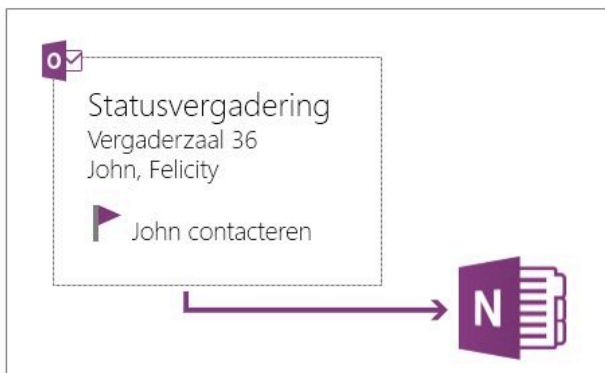 O
Statusvergadering
Vergaderzaal 36
John, Felicity
John contacteren
N